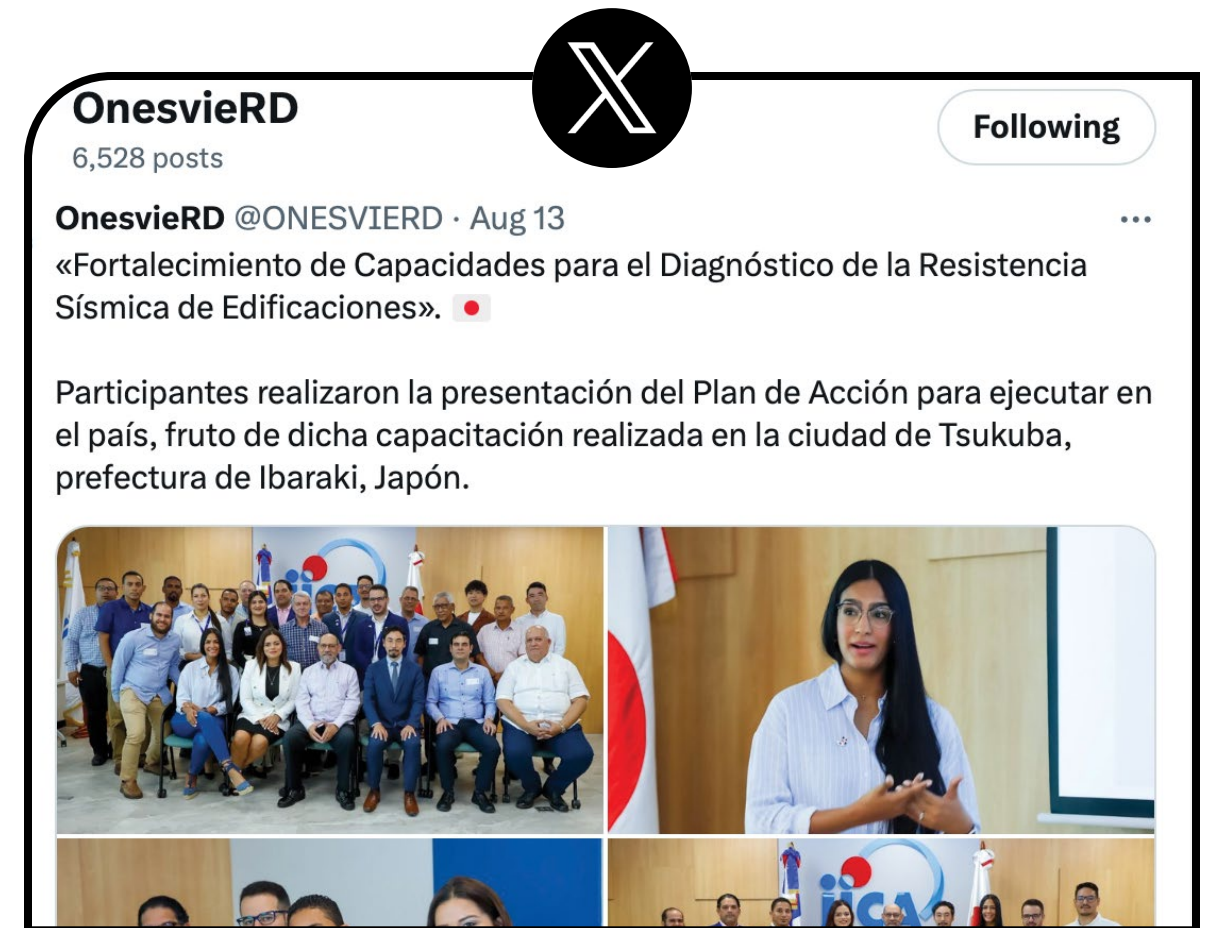 OnesvieRD
6,528 posts
Following
OnesvieRD @ONESVIERD · Aug 13
«Fortalecimiento de Capacidades para el Diagnóstico de la Resistencia
Sísmica de Edificaciones».
Participantes realizaron la presentación del Plan de Acción para ejecutar en
el país, fruto de dicha capacitación realizada en la ciudad de Tsukuba,
prefectura de Ibaraki, Japón.